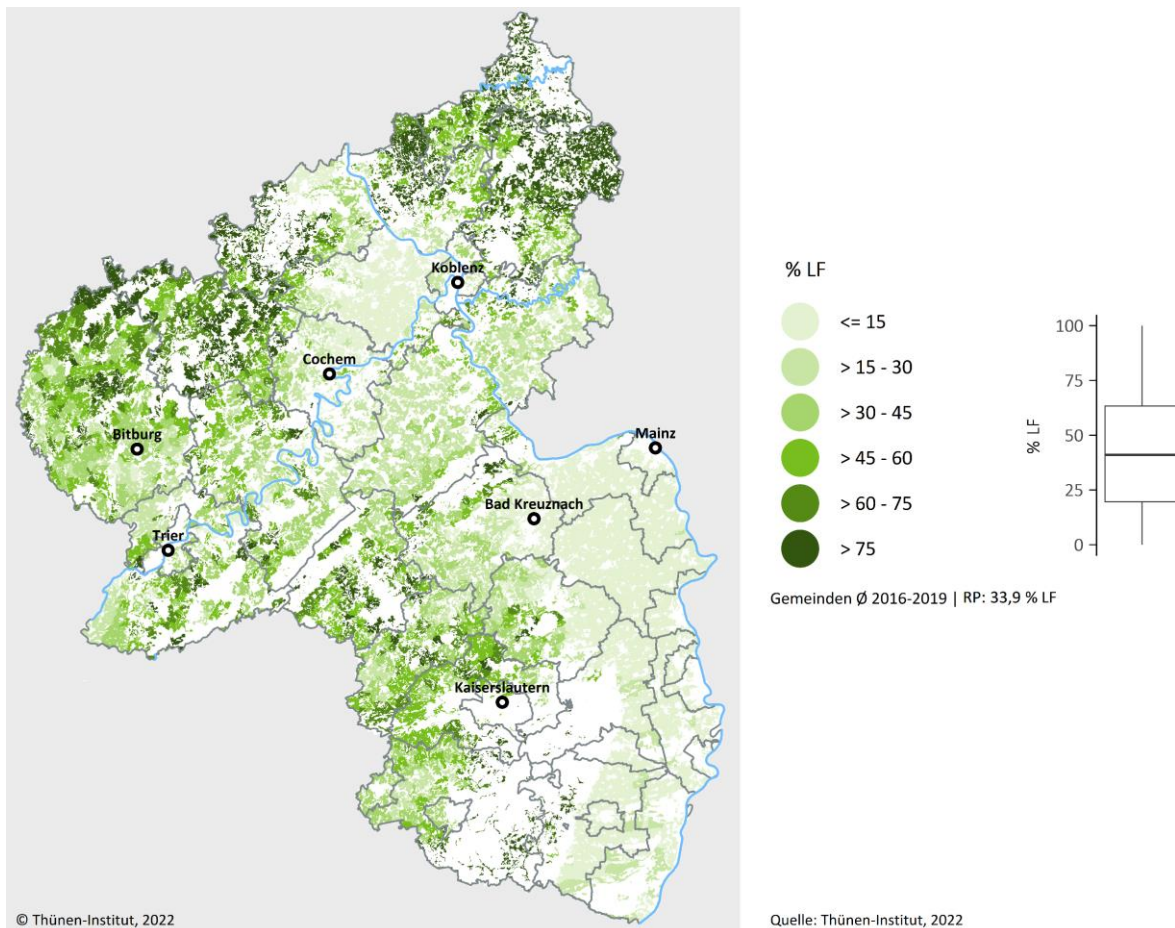 Koblenz
Cochem
Bitburg
Mainz
Bad Kreuznach
Trier
Kaiserslautern
© Thünen-Institut, 2022
% LF
<= 15
> 15 - 30
> 30 - 45
> 45 - 60
> 60 - 75
> 75
% LF
100
75
50
25
0
Gemeinden Ø 2016-2019 | RP: 33,9 % LF
Quelle: Thünen-Institut, 2022